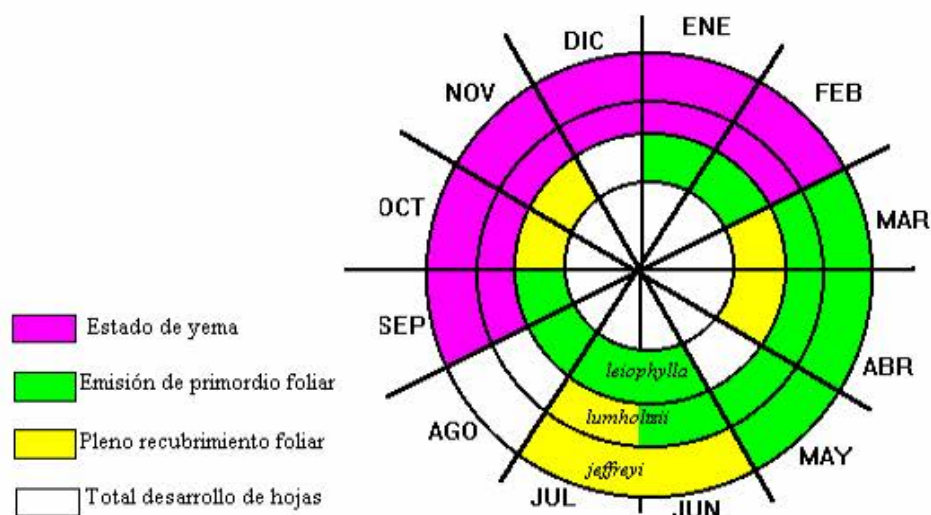 ENE
FEB
MAR
ABR
MAY
JUN
JUL
AGO
SEP
OCT
NOV
DIC
leiophylla
lumholtzii
jeffreyi
Estado de yema
Emisión de primordio foliar
Pleno recubrimiento foliar
Total desarrollo de hojas